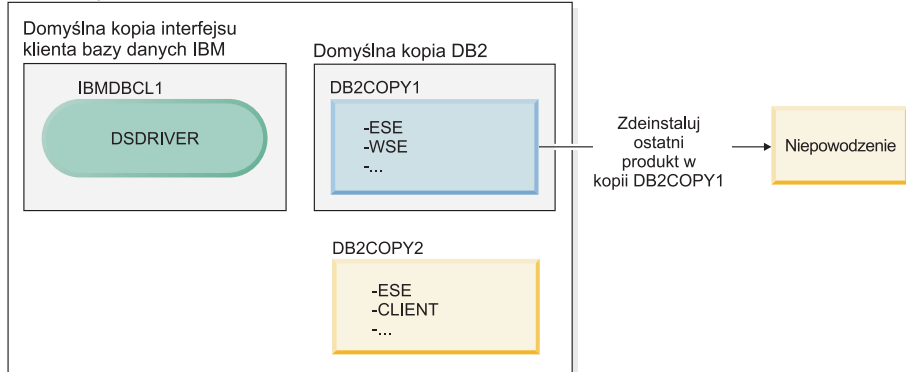 Domyślna kopia interfejsu
klienta bazy danych IBM
IBMDBCL1
DSDRIVER
Domyślna kopia DB2
DB2COPY1
-ESE
-WSE
-...
Zdeinstaluj
ostatni
produkt w
kopii DB2COPY1
Niepowodzenie
DB2COPY2
-ESE
-CLIENT
-...